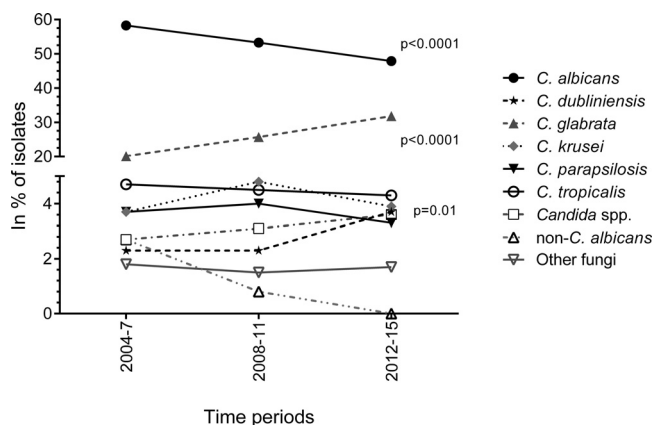 60
50
40
30
20
4
2
0
In % of isolates
p<0.0001
p<0.0001
p=0.01
2004-7
2008-11
2012-15
Time periods
C. albicans
C. dubliniensis
C. glabrata
C. krusei
C. parapsilosis
C. tropicalis
Candida spp.
non-C. albicans
Other fungi